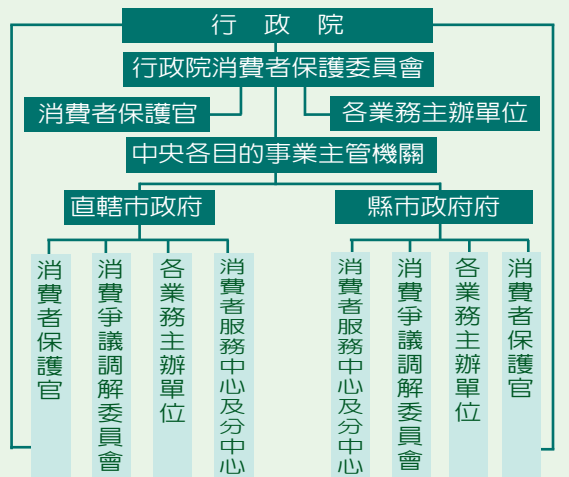 行政院
行政院消費者保護委員會
消費者保護官
各業務主辦單位
中央各目的事業主管機關
直轄市政府
縣市政府府
消費者保護官
消費爭議調解委員會
各業務主辦單位
消費者服務中心及分中心
消費者服務中心及分中心
消費爭議調解委員會
各業務主辦單位
消費者保護官